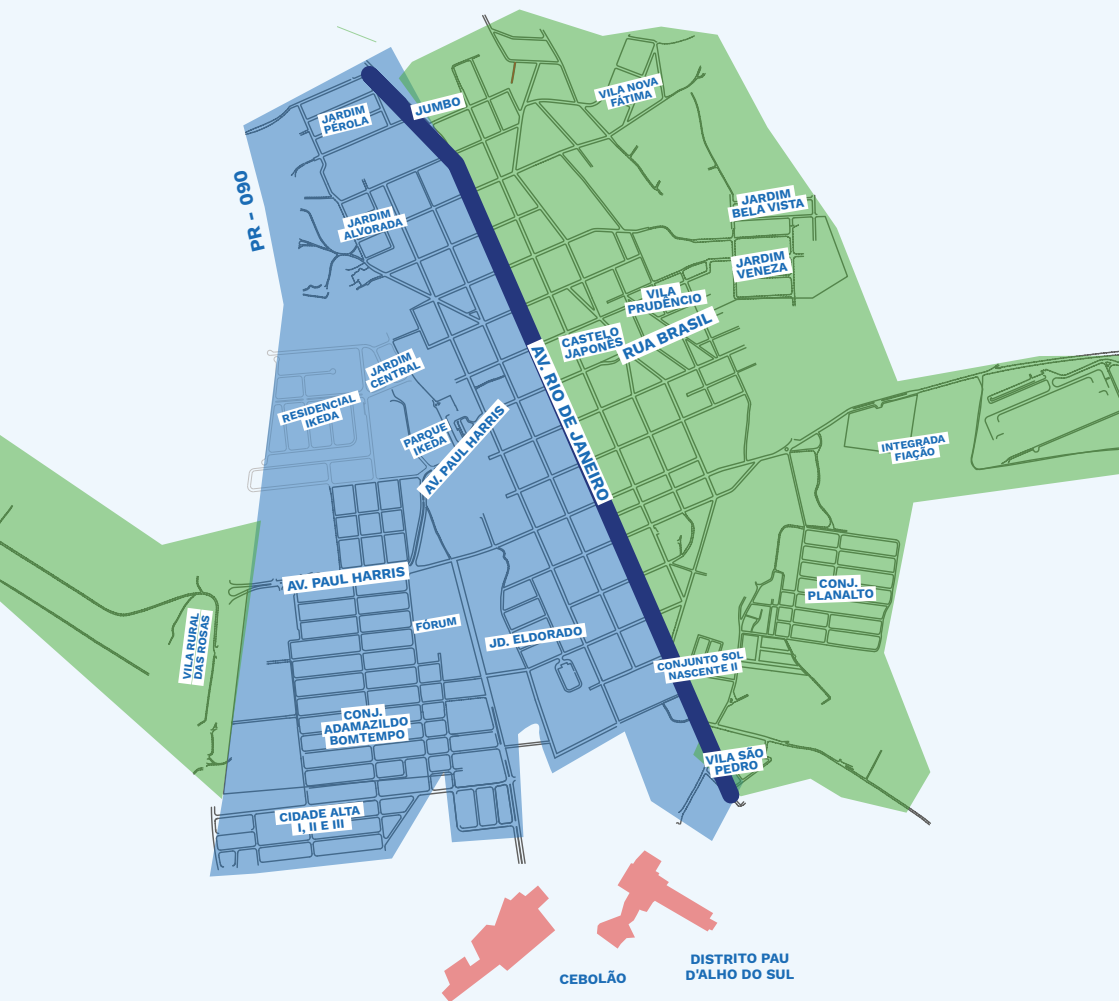 JUMBO
JARDIM
PÉROLA
VILA NOVA
FÁTIMA
PR - 090
JARDIM
ALVORADA
JARDIM
BELA VISTA
JARDIM
VENEZA
VILA
PRUDÊNCIO
CASTELO
JAPONÊS
RUA BRASIL
JARDIM
CENTRAL
RESIDENCIAL
IKEDA
PARQUE
IKEDA
AV. PAUL HARRIS
AV. RIO DE JANEIRO
INTEGRADA
FIAÇÃO
AV. PAUL HARRIS
CONJ.
PLANALTO
VILA RURAL
DAS ROSAS
FÓRUM
JD. ELDORADO
CONJUNTO SOL
NASCENTE II
CONJ.
ADAMAZILDO
BOMTEMPO
VILA SÃO
PEDRO
CIDADE ALTA
I, II E III
CEBOLÃO
DISTRITO PAU
D'ALHO DO SUL